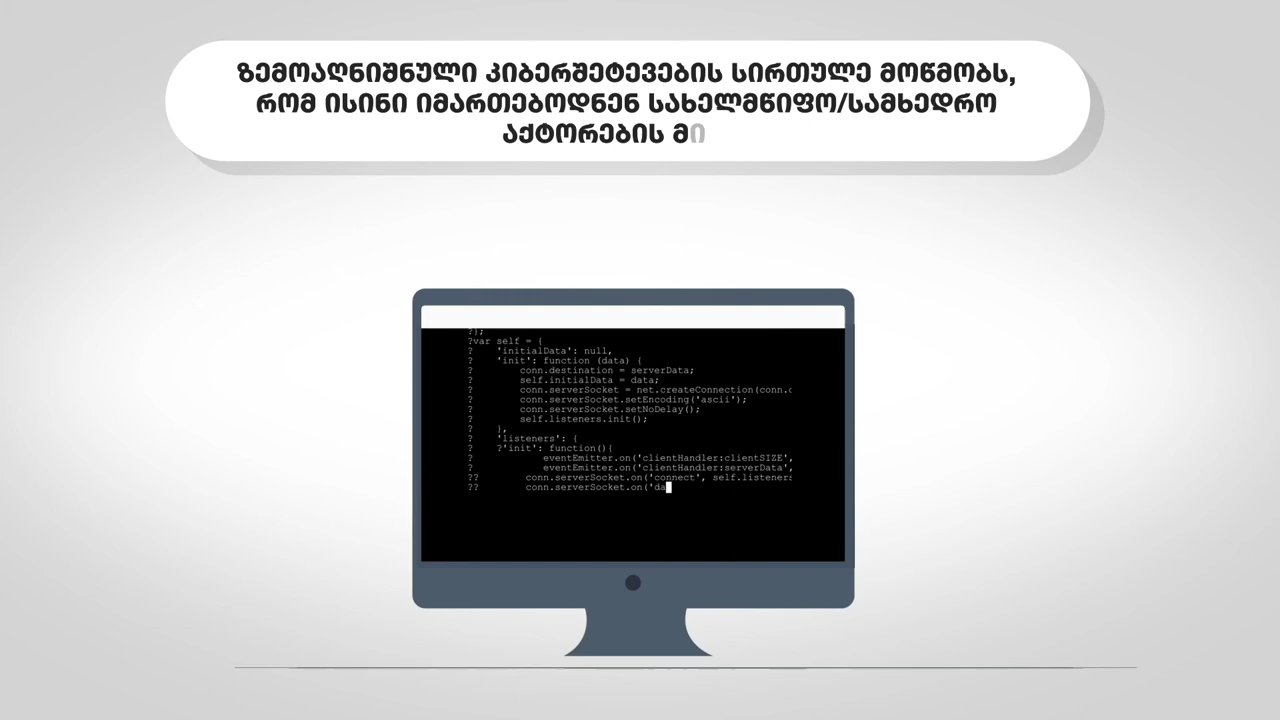 ზემოაღნიშნული კიბერშეტევების სირთულე მოწმობს,
რომ ისინი იმართებოდნენ სახელმწიფო/სამხედრო
აქტორების მი
?};
?var self = {
?    'initialData': null,
?    'init': function (data) {
?        conn.destination = serverData;
?        self.initialData = data;
?        conn.serverSocket = net.createConnection(conn.
?        conn.serverSocket.setEncoding('ascii');
?        conn.serverSocket.setNoDelay();
?        self.listeners.init();
?    },
?    'listeners': {
?    ?'init': function(){
?            eventEmitter.on('clientHandler:clientSIZE',
?            eventEmitter.on('clientHandler:serverData',
??        conn.serverSocket.on('connect', self.listeners
??        conn.serverSocket.on('da